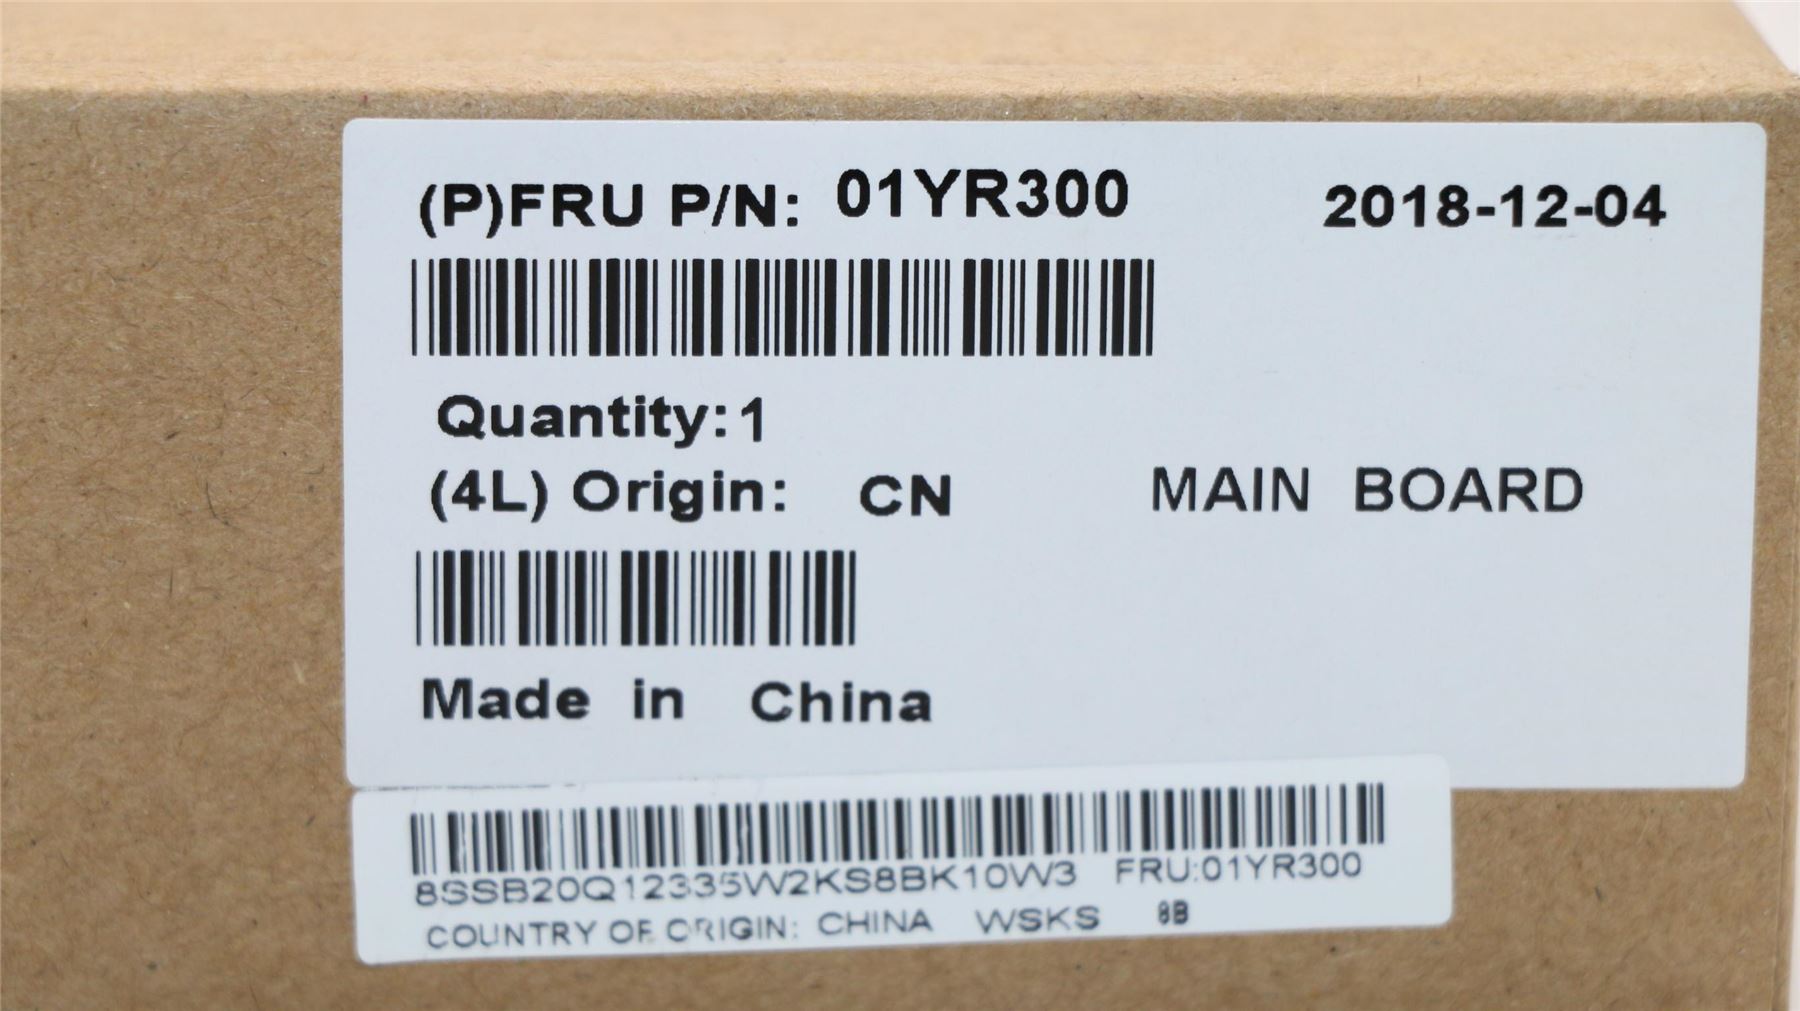 (P)FRU P/N: 01YR300 2018-12-04
Quantity:1
(4L) Origin: CN MAIN BOARD
Made in China
8SSB20Q12335W2KS8BK10W3 FRU:01YR300
COUNTRY OF ORIGIN: CHINA WSKS 8B